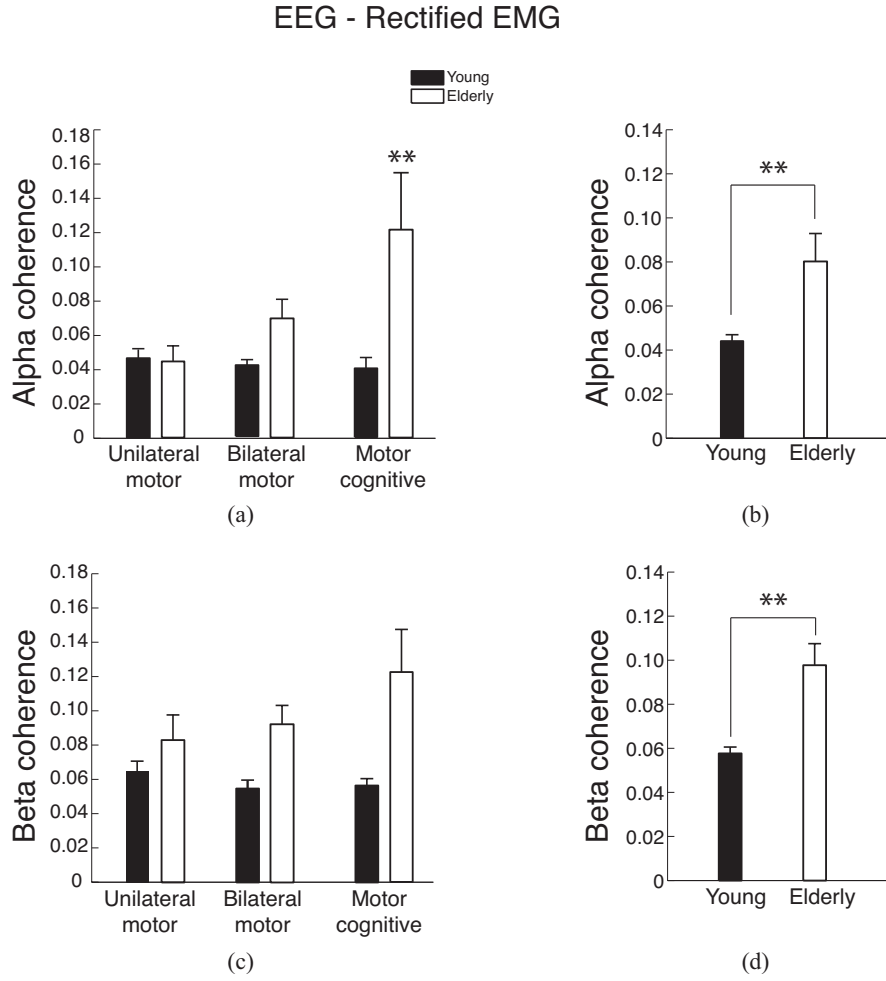 EEG - Rectified EMG
Young
Elderly
Alpha coherence
0.18
0.16
0.14
0.12
0.10
0.08
0.06
0.04
0.02
0
**
Unilateral motor
Bilateral motor
Motor cognitive
(a)
Alpha coherence
0.14
0.12
0.10
0.08
0.06
0.04
0.02
0
**
Young
Elderly
(b)
Beta coherence
0.18
0.16
0.14
0.12
0.10
0.08
0.06
0.04
0.02
0
Unilateral motor
Bilateral motor
Motor cognitive
(c)
Beta coherence
0.14
0.12
0.10
0.08
0.06
0.04
0.02
0
**
Young
Elderly
(d)